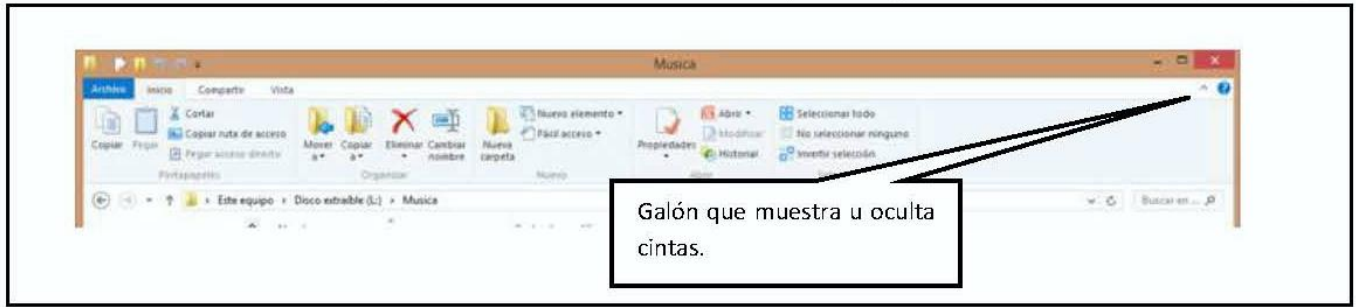 Musica
Archivo Inicio Compartir Vista
Copiar Pegar
Cortar
Copiar ruta de acceso
Pegar acceso directo
Portapapeles
Mover a
Copiar a
Eliminar
Cambiar nombre
Organizar
Nueva carpeta
Nuevo elemento
Fácil acceso
Nuevo
Propiedades
Abrir
Modificar
Historial
Abrir
Seleccionar todo
No seleccionar ninguno
Invertir selección
Este equipo Disco extraíble (L:) Musica
Buscar en ...
Galón que muestra u oculta
cintas.